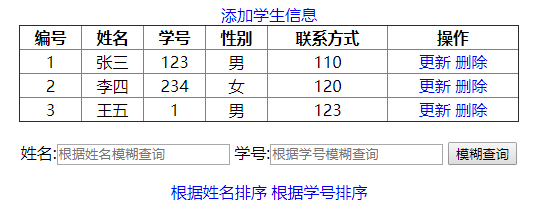 添加学生信息
编号 姓名 学号 性别 联系方式 操作
1 张三 123 男 110 更新 删除
2 李四 234 女 120 更新 删除
3 王五 1 男 123 更新 删除
姓名:根据姓名模糊查询 学号:根据学号模糊查询 模糊查询
根据姓名排序 根据学号排序